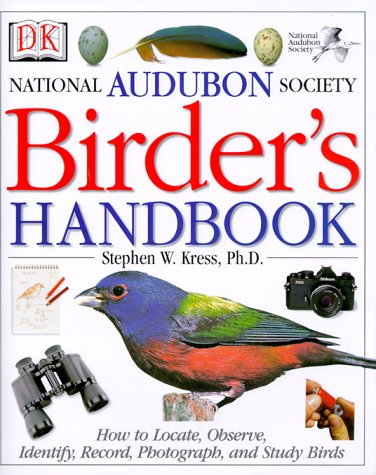 DK
National
Audubon
Society
NATIONAL AUDUBON SOCIETY
Birder's
HANDBOOK
Stephen W. Kress, Ph.D.
Nikon
How to Locate, Observe,
Identify, Record, Photograph, and Study Birds